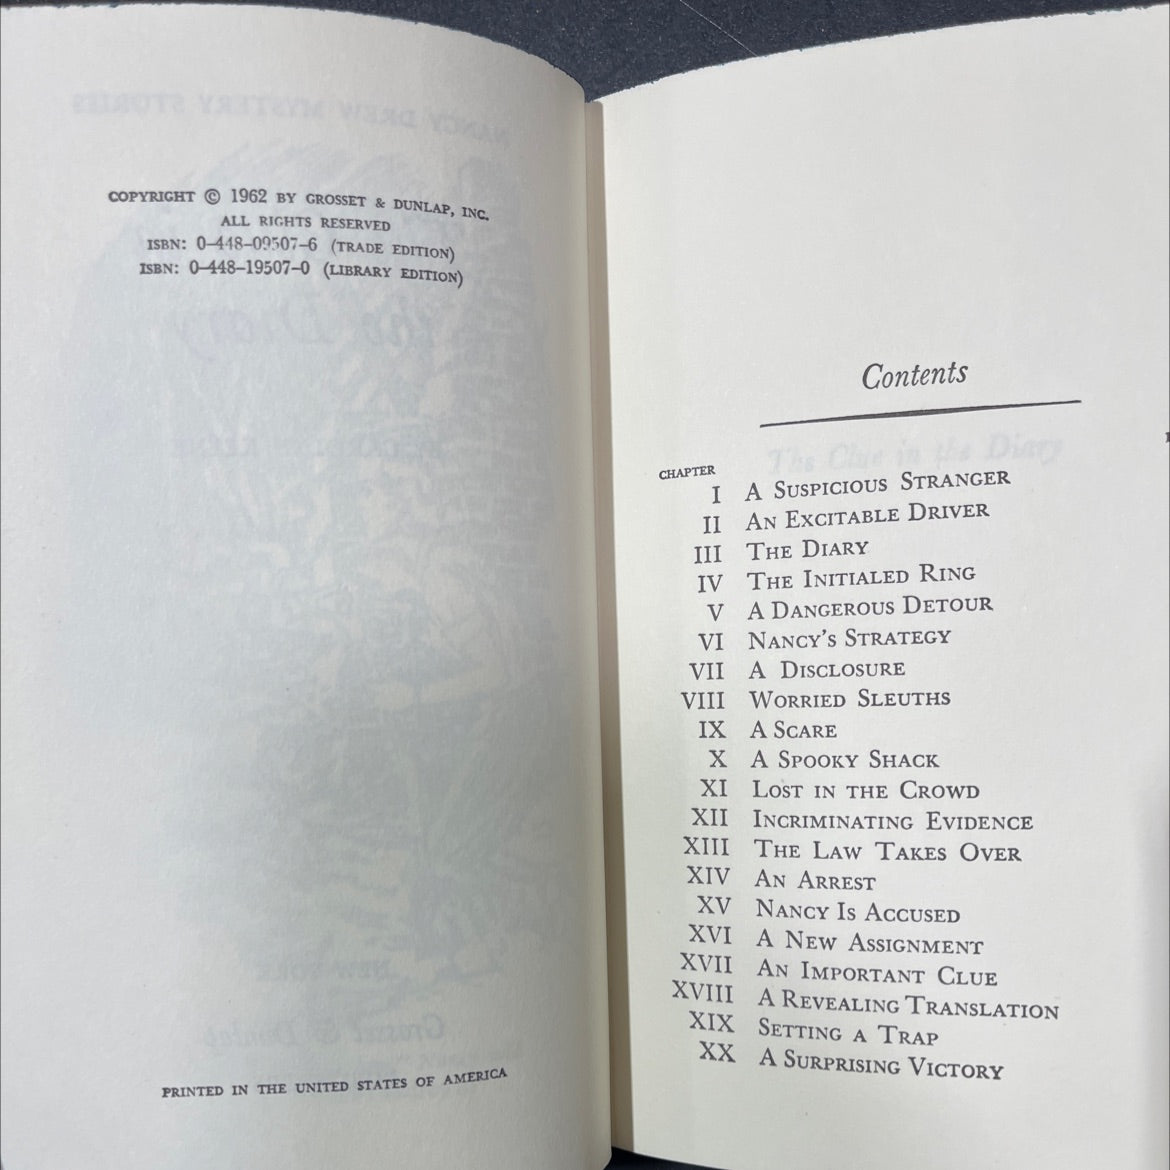 COPYRIGHT © 1962 BY GROSSET & DUNLAP, INC.
ALL RIGHTS RESERVED
ISBN: 0-448-09507-6 (TRADE EDITION)
ISBN: 0-448-19507-0 (LIBRARY EDITION)
PRINTED IN THE UNITED STATES OF AMERICA
Contents
CHAPTER
I A SUSPICIOUS STRANGER
II AN EXCITABLE DRIVER
III THE DIARY
IV THE INITIALED RING
V A DANGEROUS DETOUR
VI NANCY'S STRATEGY
VII A DISCLOSURE
VIII WORRIED SLEUTHS
IX A SCARE
X A SPOOKY SHACK
XI LOST IN THE CROWD
XII INCRIMINATING EVIDENCE
XIII THE LAW TAKES OVER
XIV AN ARREST
XV NANCY IS ACCUSED
XVI A NEW ASSIGNMENT
XVII AN IMPORTANT CLUE
XVIII A REVEALING TRANSLATION
XIX SETTING A TRAP
XX A SURPRISING VICTORY